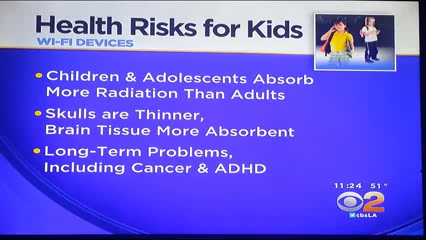 Health Risks for Kids
WI-FI DEVICES
• Children & Adolescents Absorb
More Radiation Than Adults
• Skulls are Thinner,
Brain Tissue More Absorbent
• Long-Term Problems,
Including Cancer & ADHD
11:24 51°
2
@cbsLA